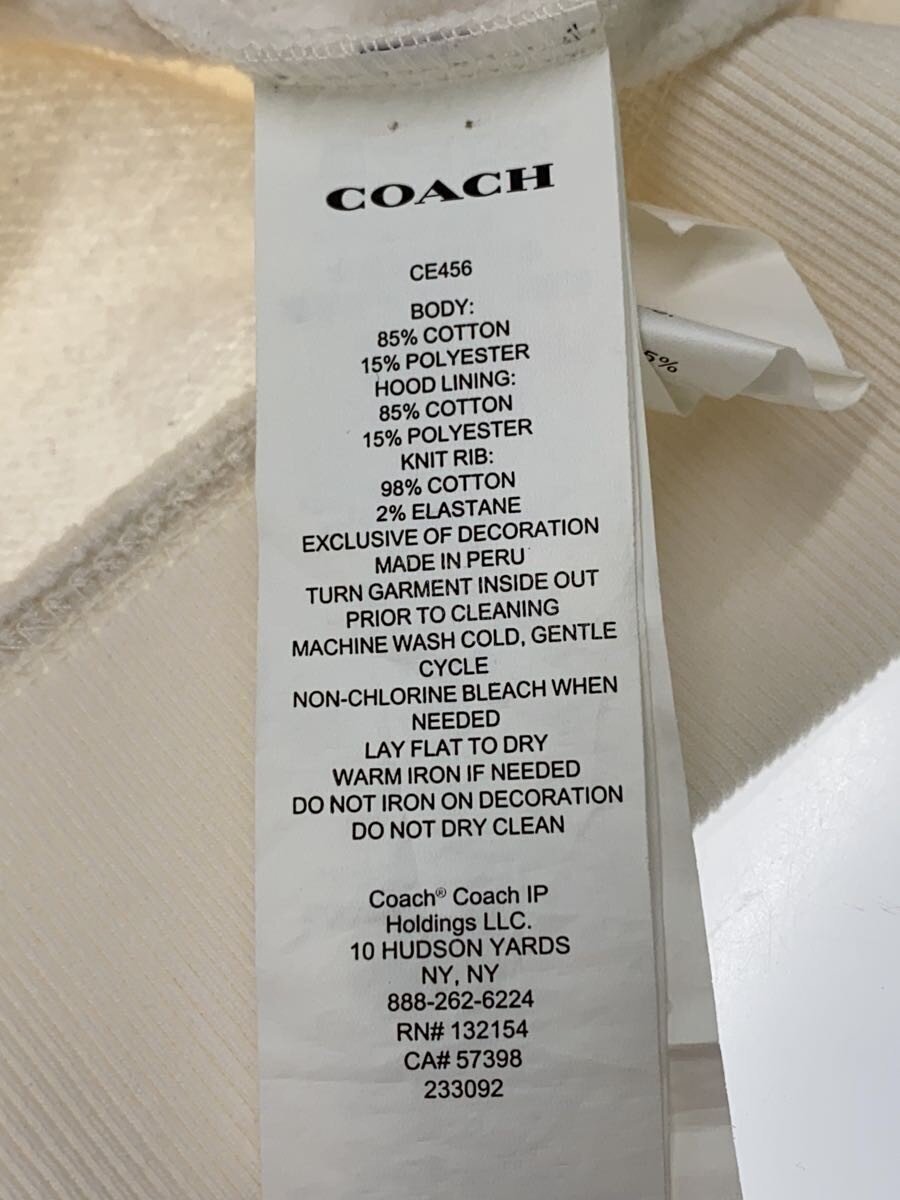 COACH
CE456
BODY:
85% COTTON
15% POLYESTER
HOOD LINING:
85% COTTON
15% POLYESTER
KNIT RIB:
98% COTTON
2% ELASTANE
EXCLUSIVE OF DECORATION
MADE IN PERU
TURN GARMENT INSIDE OUT
PRIOR TO CLEANING
MACHINE WASH COLD, GENTLE
CYCLE
NON-CHLORINE BLEACH WHEN
NEEDED
LAY FLAT TO DRY
WARM IRON IF NEEDED
DO NOT IRON ON DECORATION
DO NOT DRY CLEAN
Coach® Coach IP
Holdings LLC.
10 HUDSON YARDS
NY, NY
888-262-6224
RN# 132154
CA# 57398
233092
5%